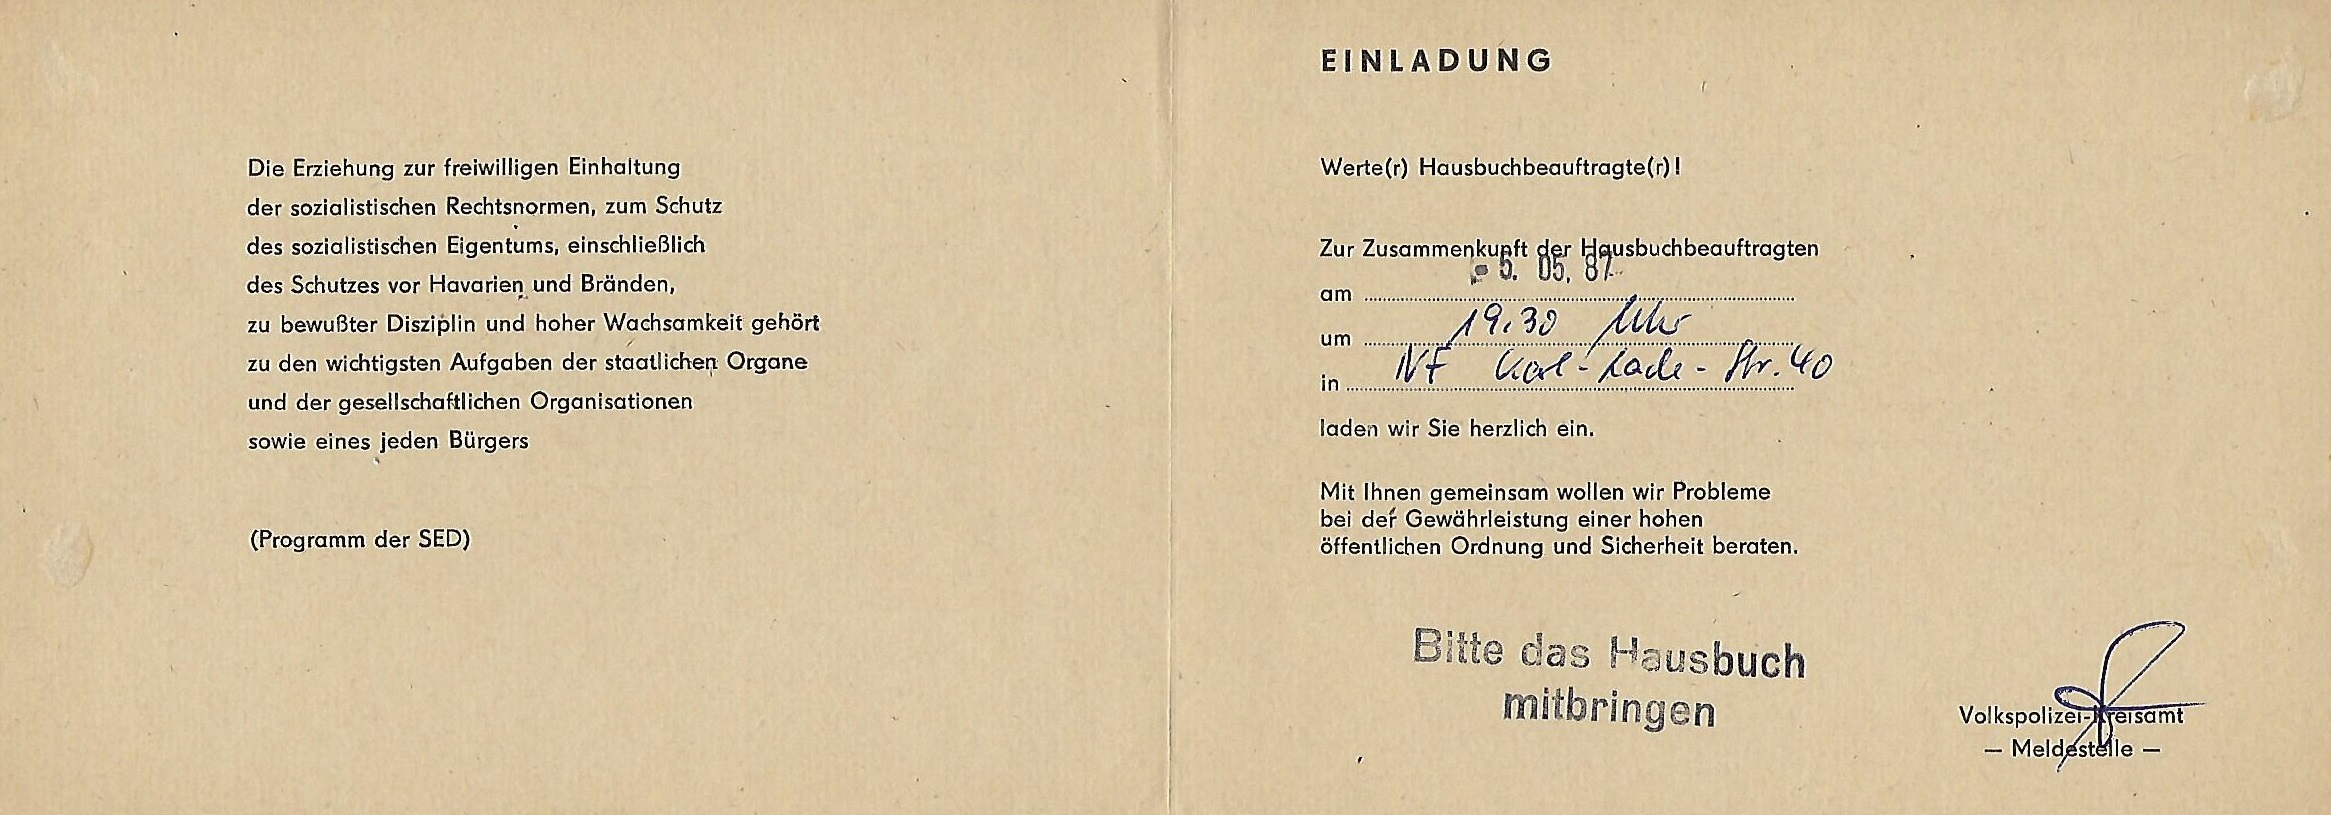 Die Erziehung zur freiwilligen Einhaltung
der sozialistischen Rechtsnormen, zum Schutz
des sozialistischen Eigentums, einschließlich
des Schutzes vor Havarien und Bränden,
zu bewußter Disziplin und hoher Wachsamkeit gehört
zu den wichtigsten Aufgaben der staatlichen Organe
und der gesellschaftlichen Organisationen
sowie eines jeden Bürgers
(Programm der SED)
EINLADUNG
Werte(r) Hausbuchbeauftragte(r)!
Zur Zusammenkunft der Hausbuchbeauftragten
am 5. 05. 87
um 19.30 Uhr
in NF Karl-Lade-Str. 40
laden wir Sie herzlich ein.
Mit Ihnen gemeinsam wollen wir Probleme
bei der Gewährleistung einer hohen
öffentlichen Ordnung und Sicherheit beraten.
Bitte das Hausbuch
mitbringen
Volkspolizei-Kreisamt
— Meldestelle —